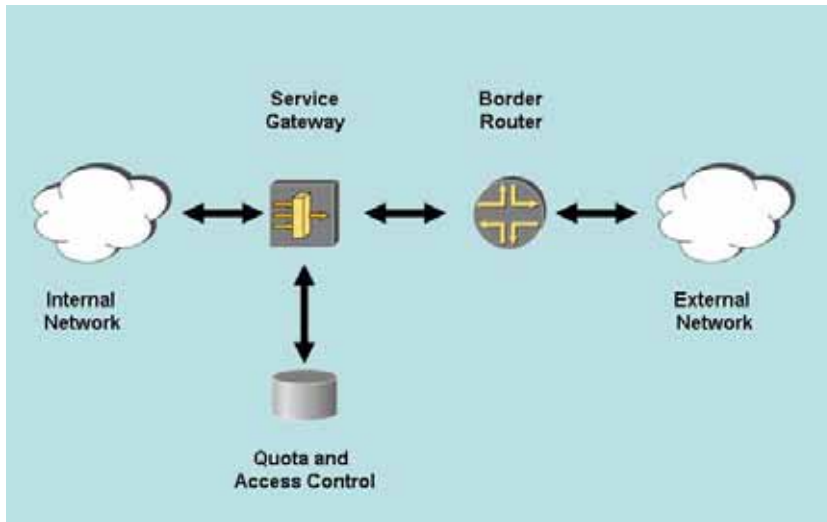 Service
Gateway
Border
Router
Internal
Network
External
Network
Quota and
Access Control